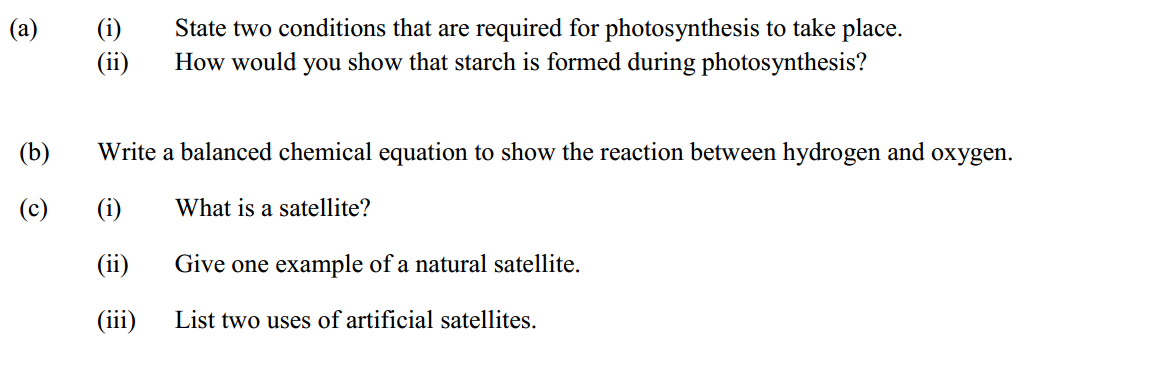 (a) (i) State two conditions that are required for photosynthesis to take place.
(ii) How would you show that starch is formed during photosynthesis?
(b) Write a balanced chemical equation to show the reaction between hydrogen and oxygen.
(c) (i) What is a satellite?
(ii) Give one example of a natural satellite.
(iii) List two uses of artificial satellites.